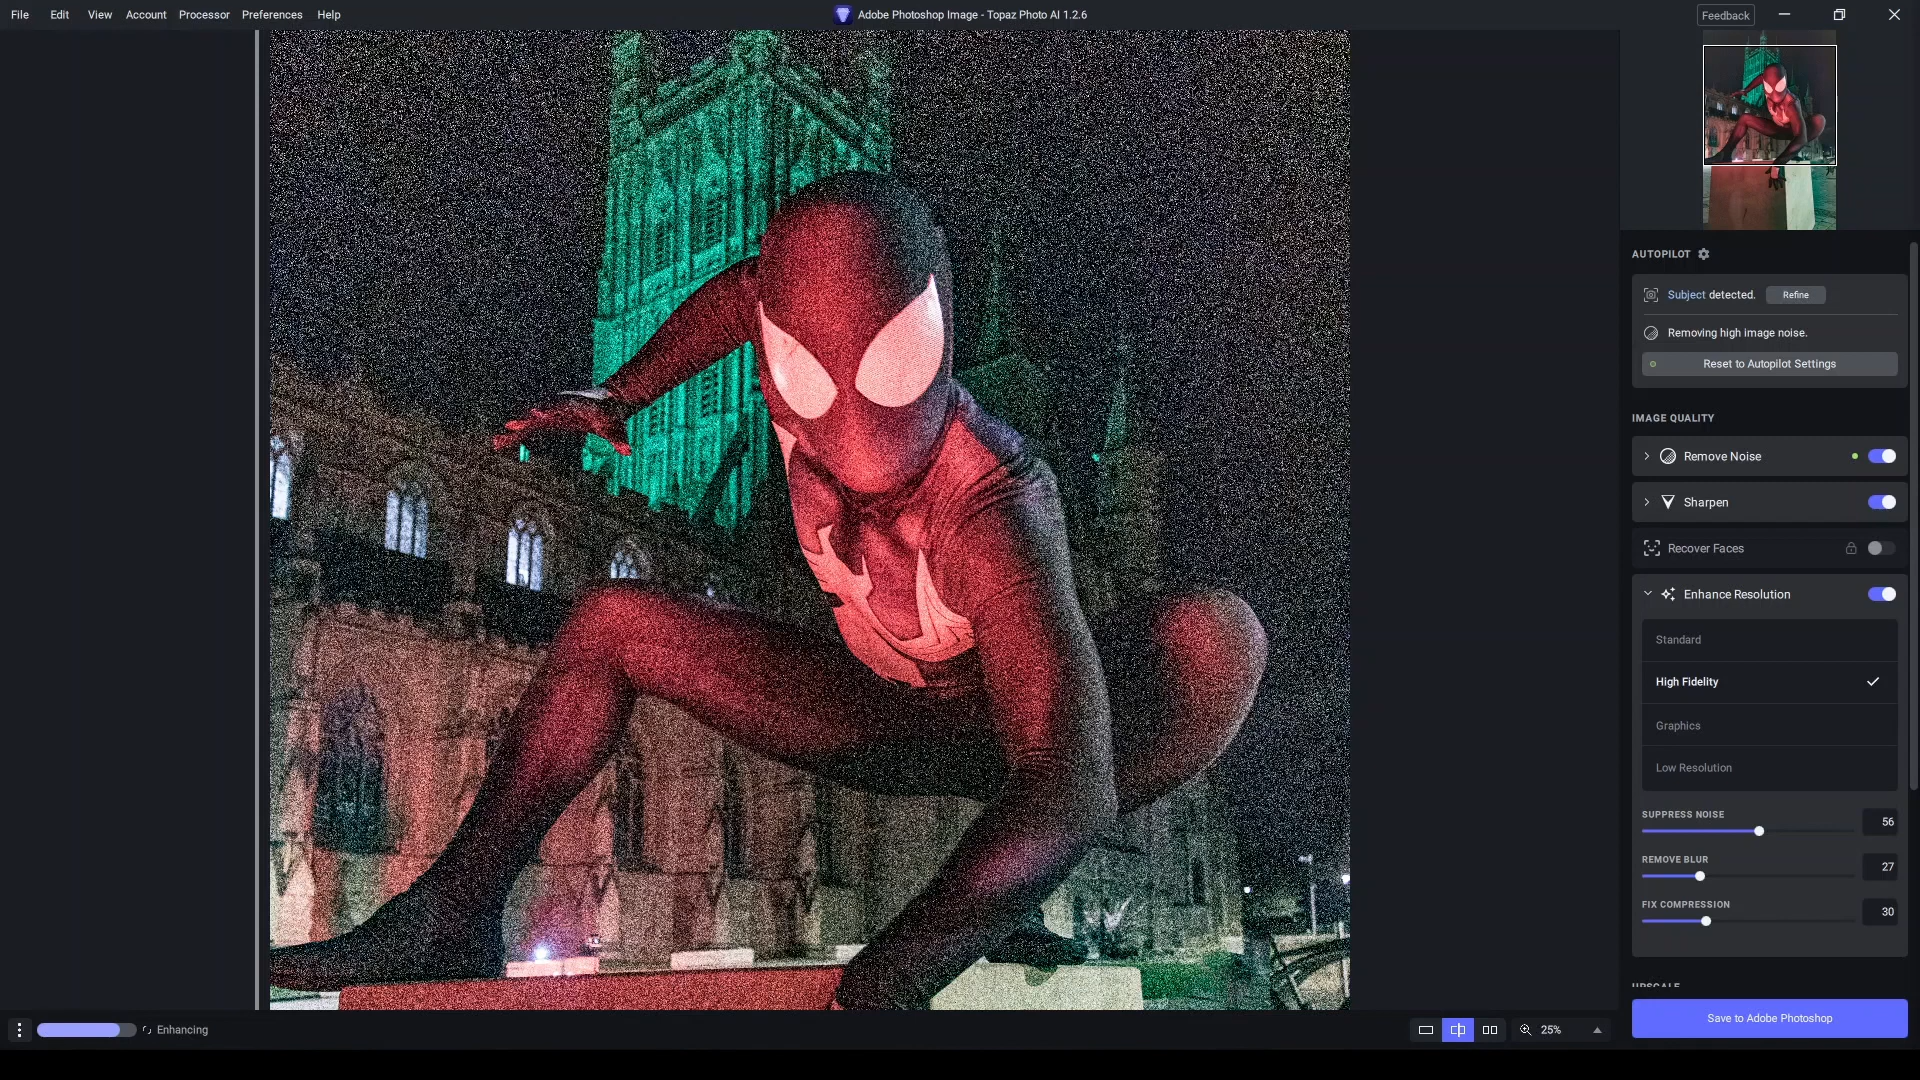 File Edit View Account Processor Preferences Help
Adobe Photoshop Image - Topaz Photo AI 1.2.6
Feedback
AUTOPILOT
Subject detected. Refine
Removing high image noise.
Reset to Autopilot Settings
IMAGE QUALITY
Remove Noise
Sharpen
Recover Faces
Enhance Resolution
Standard
High Fidelity
Graphics
Low Resolution
SUPPRESS NOISE 56
REMOVE BLUR 27
FIX COMPRESSION 30
UPSCALE
Save to Adobe Photoshop
Enhancing
25%